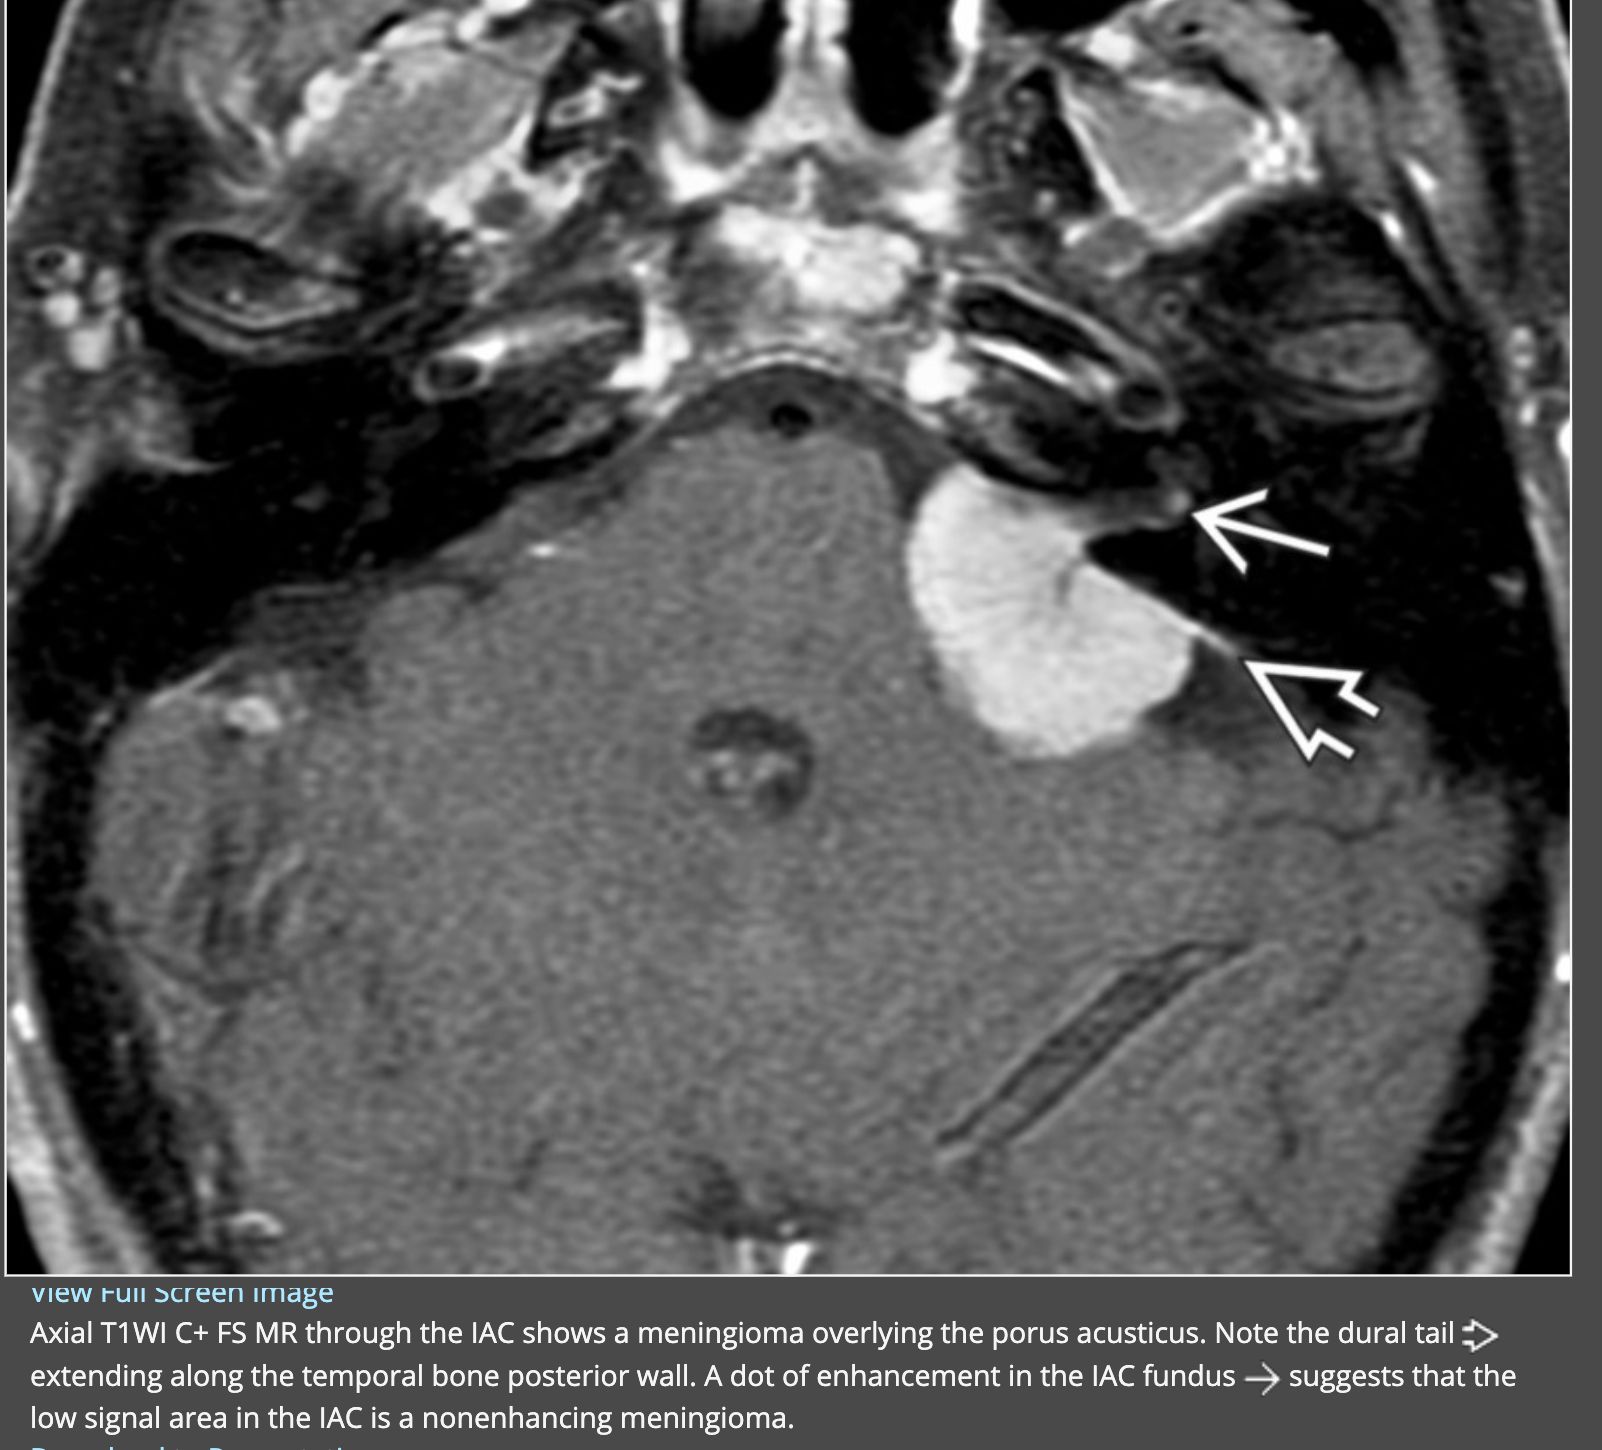 View Full Screen Image
Axial T1WI C+ FS MR through the IAC shows a meningioma overlying the porus acusticus. Note the dural tail
extending along the temporal bone posterior wall. A dot of enhancement in the IAC fundus → suggests that the
low signal area in the IAC is a nonenhancing meningioma.